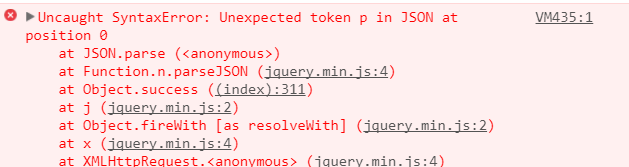 Uncaught SyntaxError: Unexpected token p in JSON at VM435:1
position 0
at JSON.parse (<anonymous>)
at Function.n.parseJSON (jquery.min.js:4)
at Object.success ((index):311)
at j (jquery.min.js:2)
at Object.fireWith [as resolveWith] (jquery.min.js:2)
at x (jquery.min.js:4)
at XMLHttpRequest.<anonymous> (jquery.min.js:4)